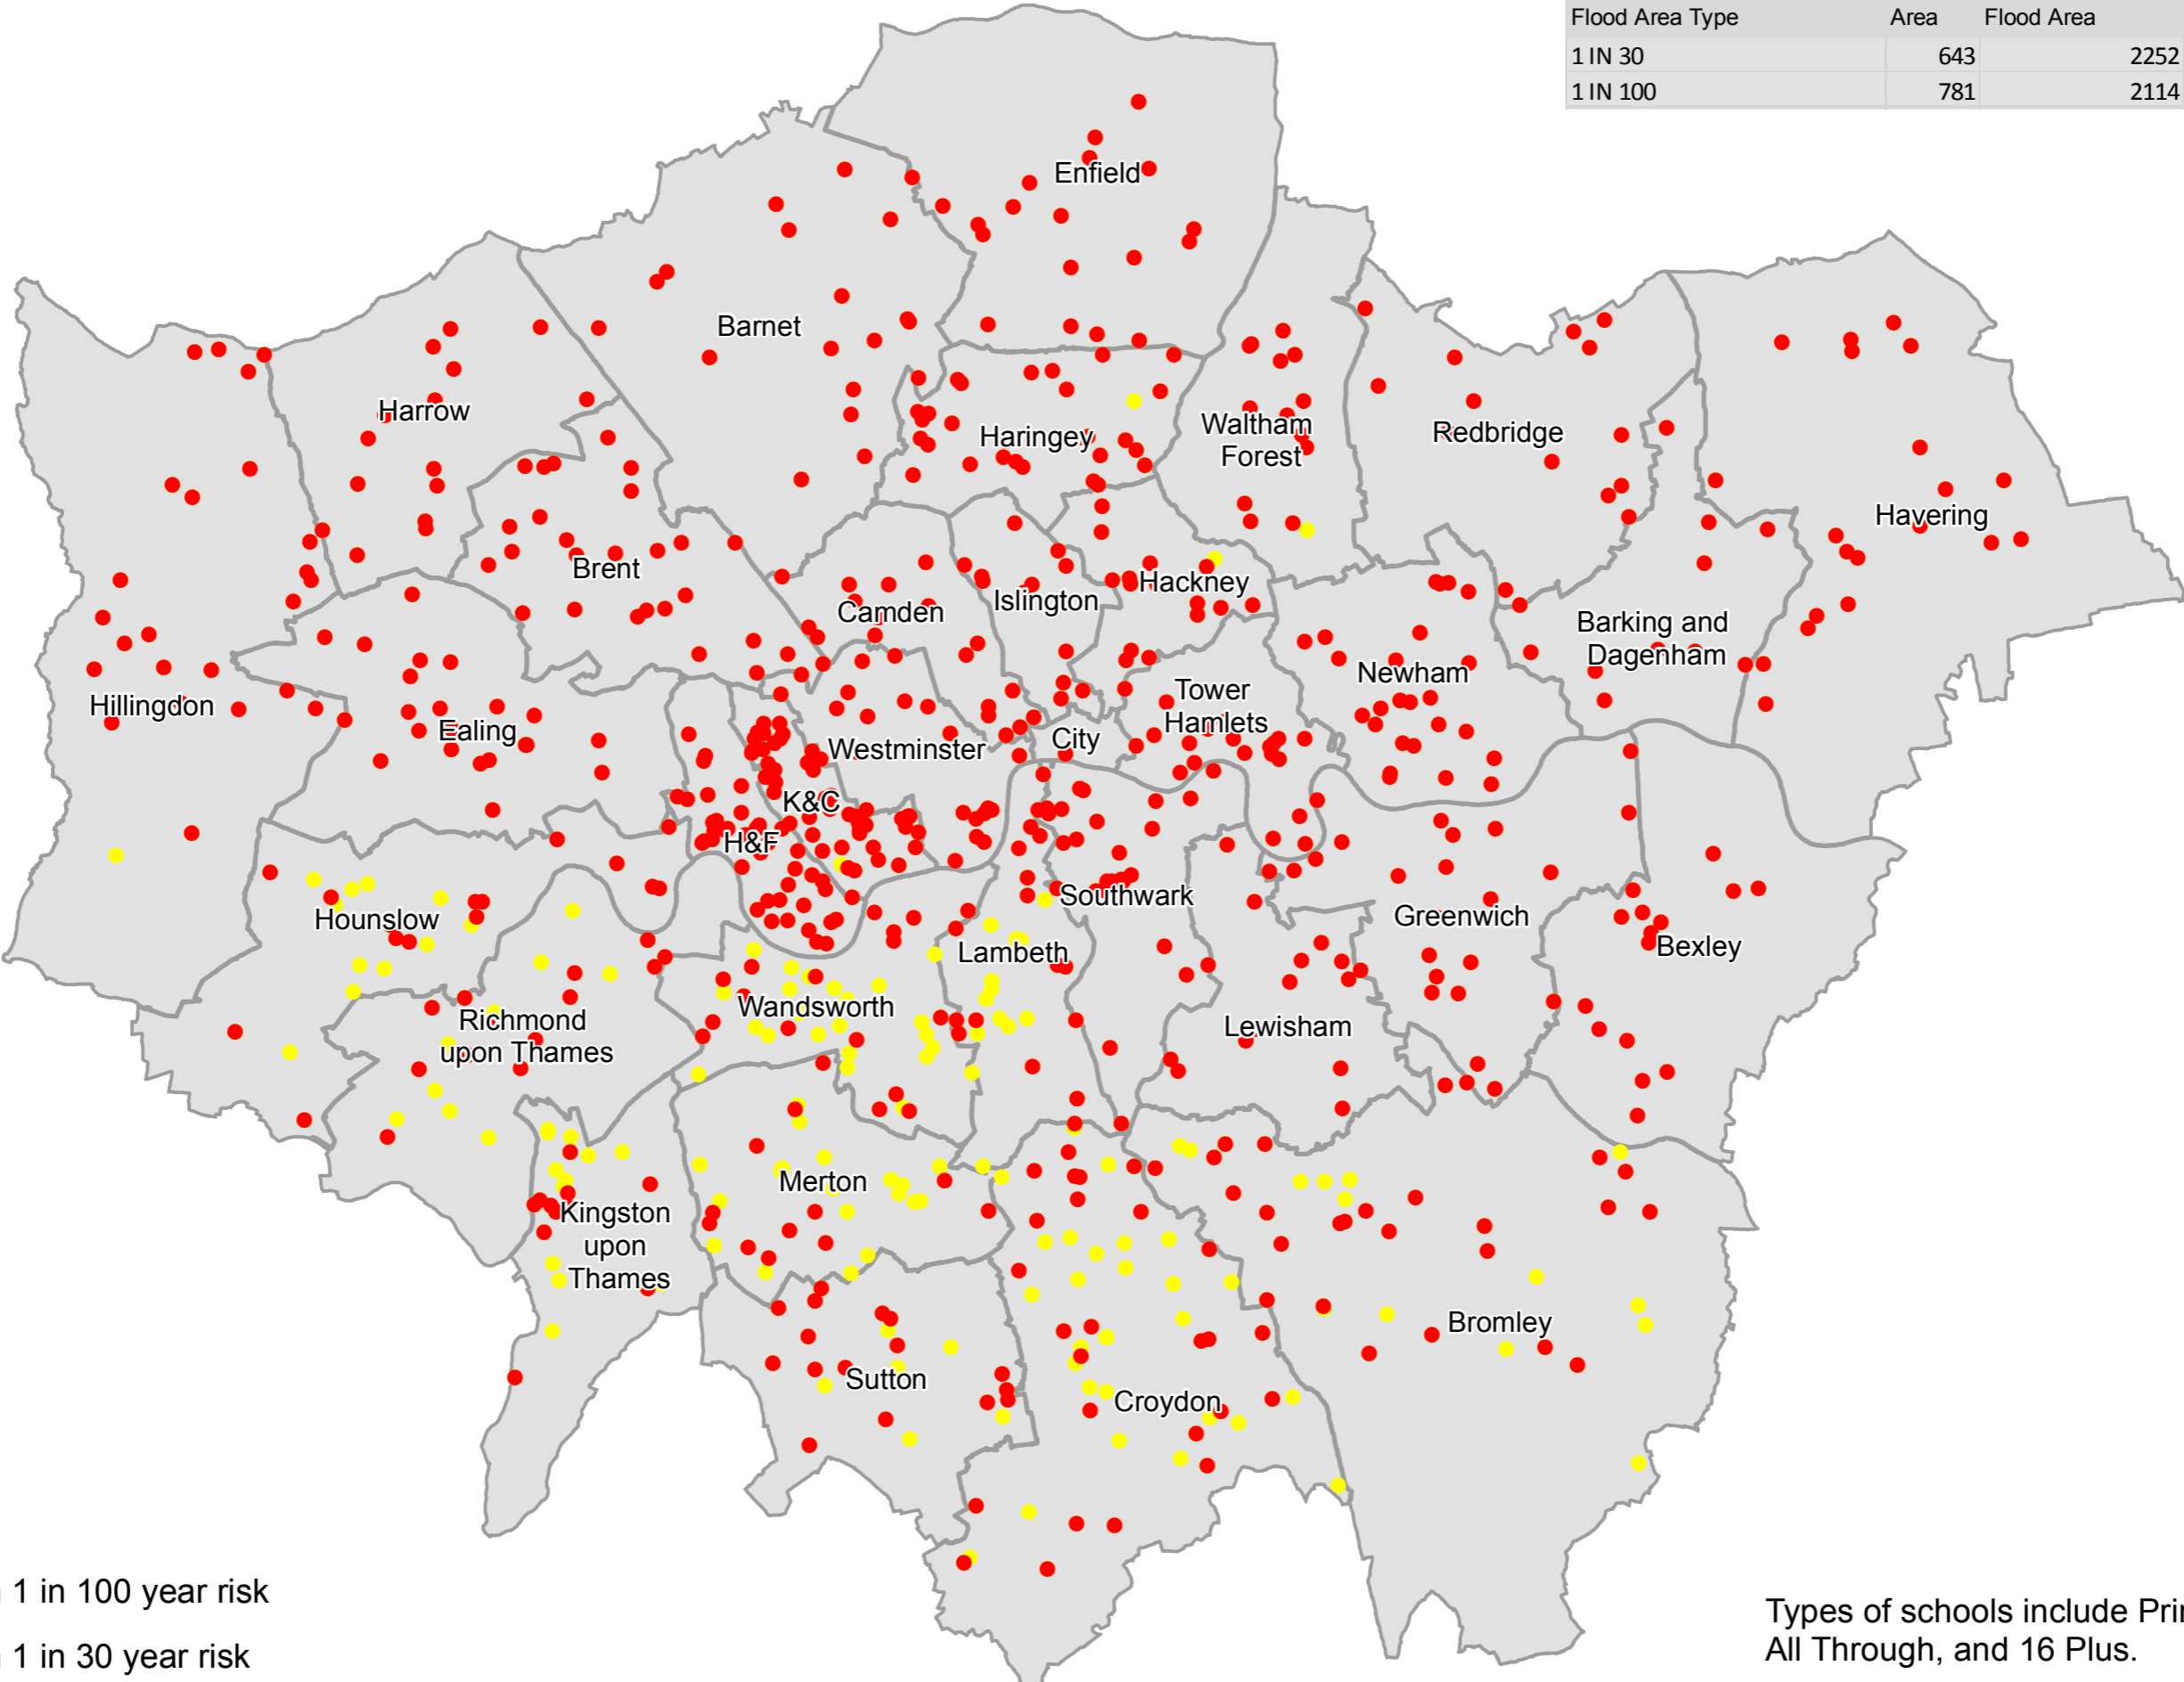 Flood Area Type Area Flood Area
1 IN 30 643 2252
1 IN 100 781 2114
Enfield
Barnet
Harrow
Haringey
Waltham
Forest
Redbridge
Havering
Brent
Camden
Islington
Hackney
Barking and
Dagenham
Newham
Hillingdon
Ealing
Tower
Hamlets
Westminster
City
K&C
H&F
Southwark
Hounslow
Greenwich
Lambeth
Bexley
Wandsworth
Richmond
upon Thames
Lewisham
Merton
Kingston
upon
Thames
Bromley
Sutton
Croydon
1 in 100 year risk
1 in 30 year risk
Types of schools include
All Through, and 16 Plus.